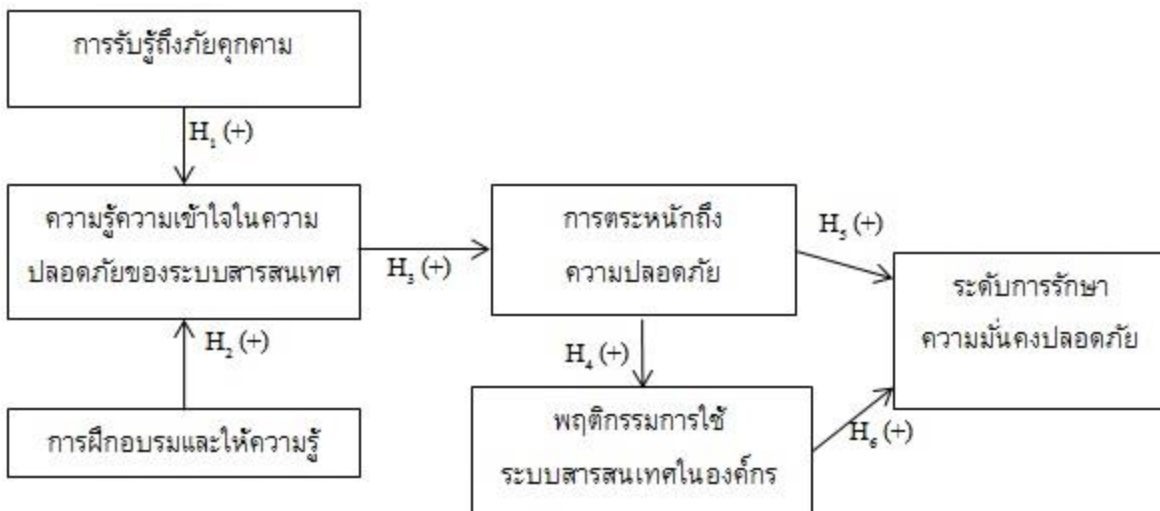 การรับรู้ถึงภัยคุกคาม
H₁ (+)
ความรู้ความเข้าใจในความ
ปลอดภัยของระบบสารสนเทศ
H₂ (+)
การฝึกอบรมและให้ความรู้
H₃ (+)
การตระหนักถึง
ความปลอดภัย
H₄ (+)
พฤติกรรมการใช้
ระบบสารสนเทศในองค์กร
H₅ (+)
H₆ (+)
ระดับการรักษา
ความมั่นคงปลอดภัย